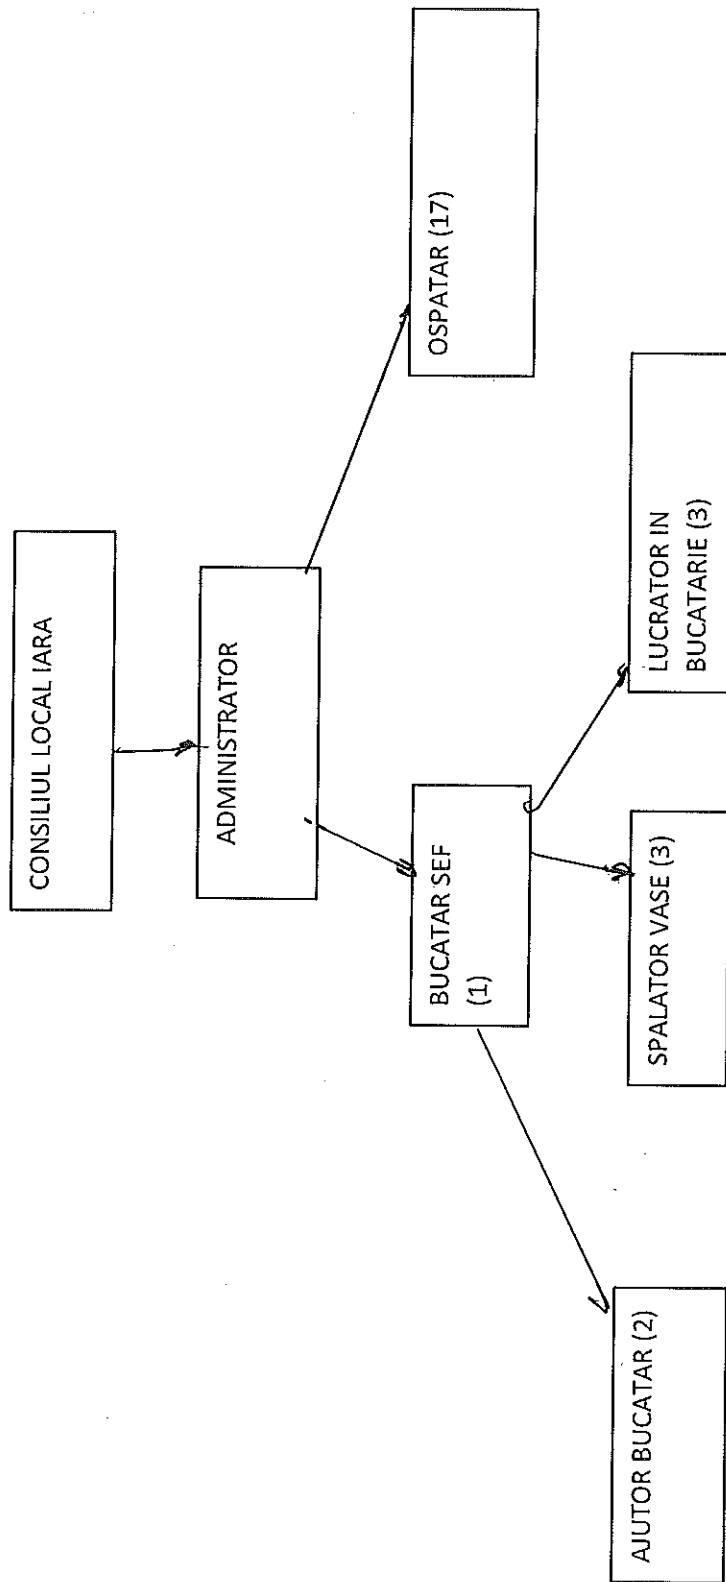 CONSILIUL LOCAL IARA
ADMINISTRATOR
BUCATAR SEF
(1)
OSPATAR (17)
AJUTOR BUCATAR (2)
SPALATOR VASE (3)
LUCRATOR IN
BUCATARIE (3)